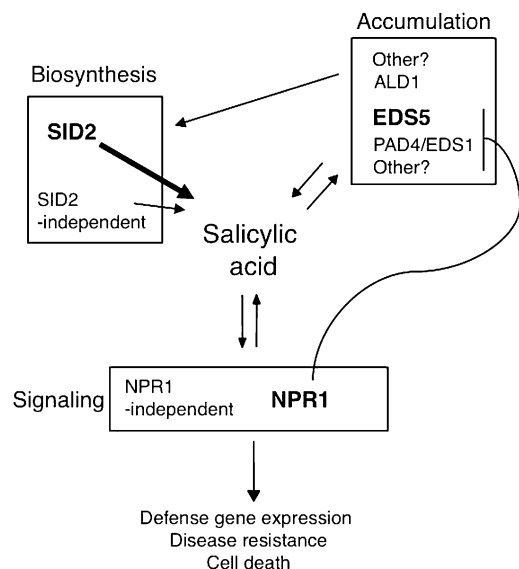 Accumulation
Other?
ALD1
EDS5
PAD4/EDS1
Other?
Biosynthesis
SID2
SID2
-independent
Salicylic
acid
Signaling
NPR1
-independent
NPR1
Defense gene expression
Disease resistance
Cell death